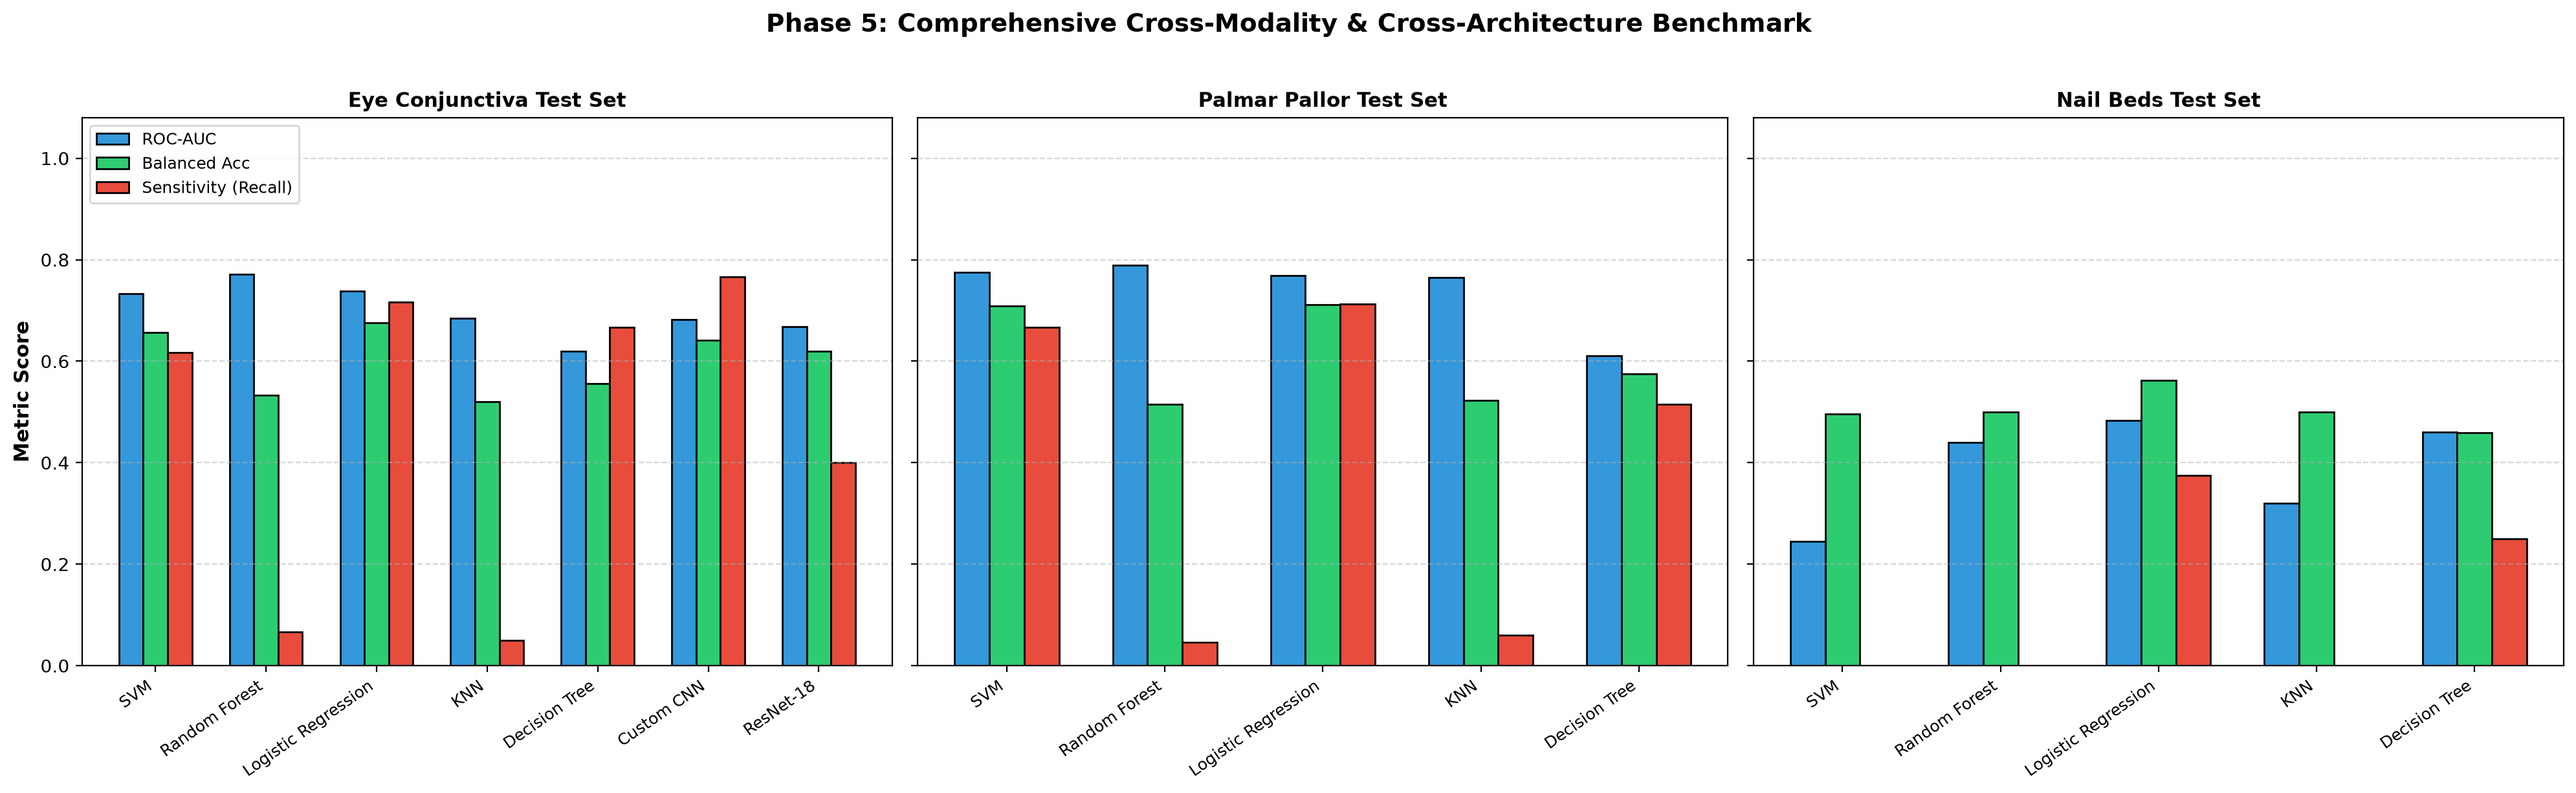 Phase 5: Comprehensive Cross-Modality & Cross-Architecture Benchmark
Eye Conjunctiva Test Set
Palmar Pallor Test Set
Nail Beds Test Set
ROC-AUC
Balanced Acc
Sensitivity (Recall)
Metric Score
1.0
0.8
0.6
0.4
0.2
0.0
SVM
Random Forest
Logistic Regression
KNN
Decision Tree
Custom CNN
ResNet-18
SVM
Random Forest
Logistic Regression
KNN
Decision Tree
SVM
Random Forest
Logistic Regression
KNN
Decision Tree